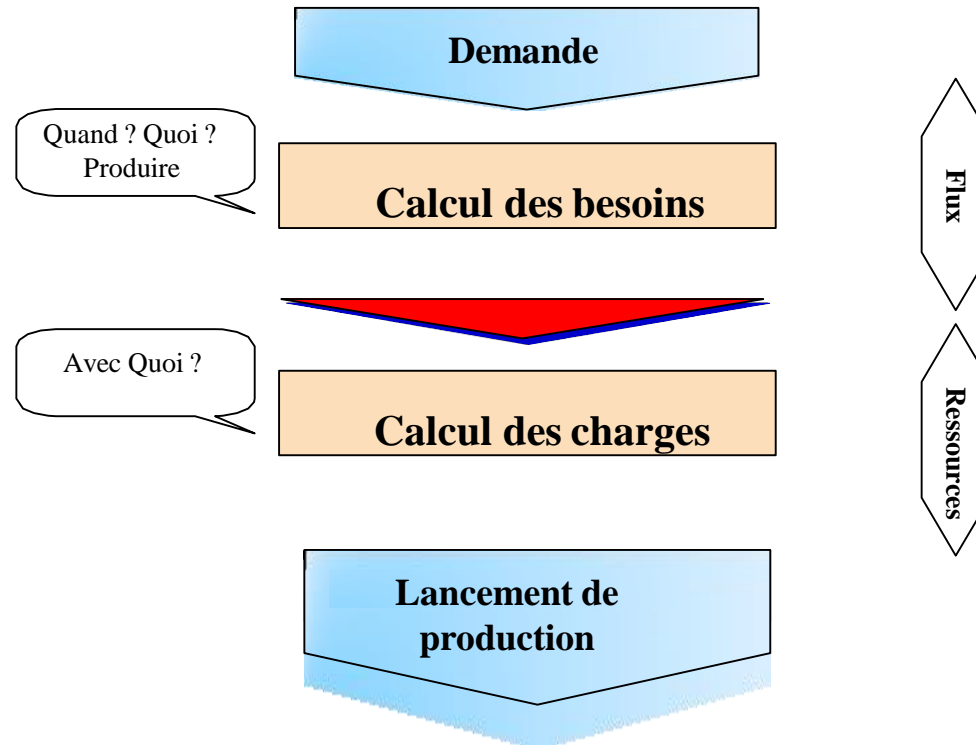 Demande
Quand ? Quoi ?
Produire
Calcul des besoins
Flux
Avec Quoi ?
Calcul des charges
Ressources
Lancement de
production